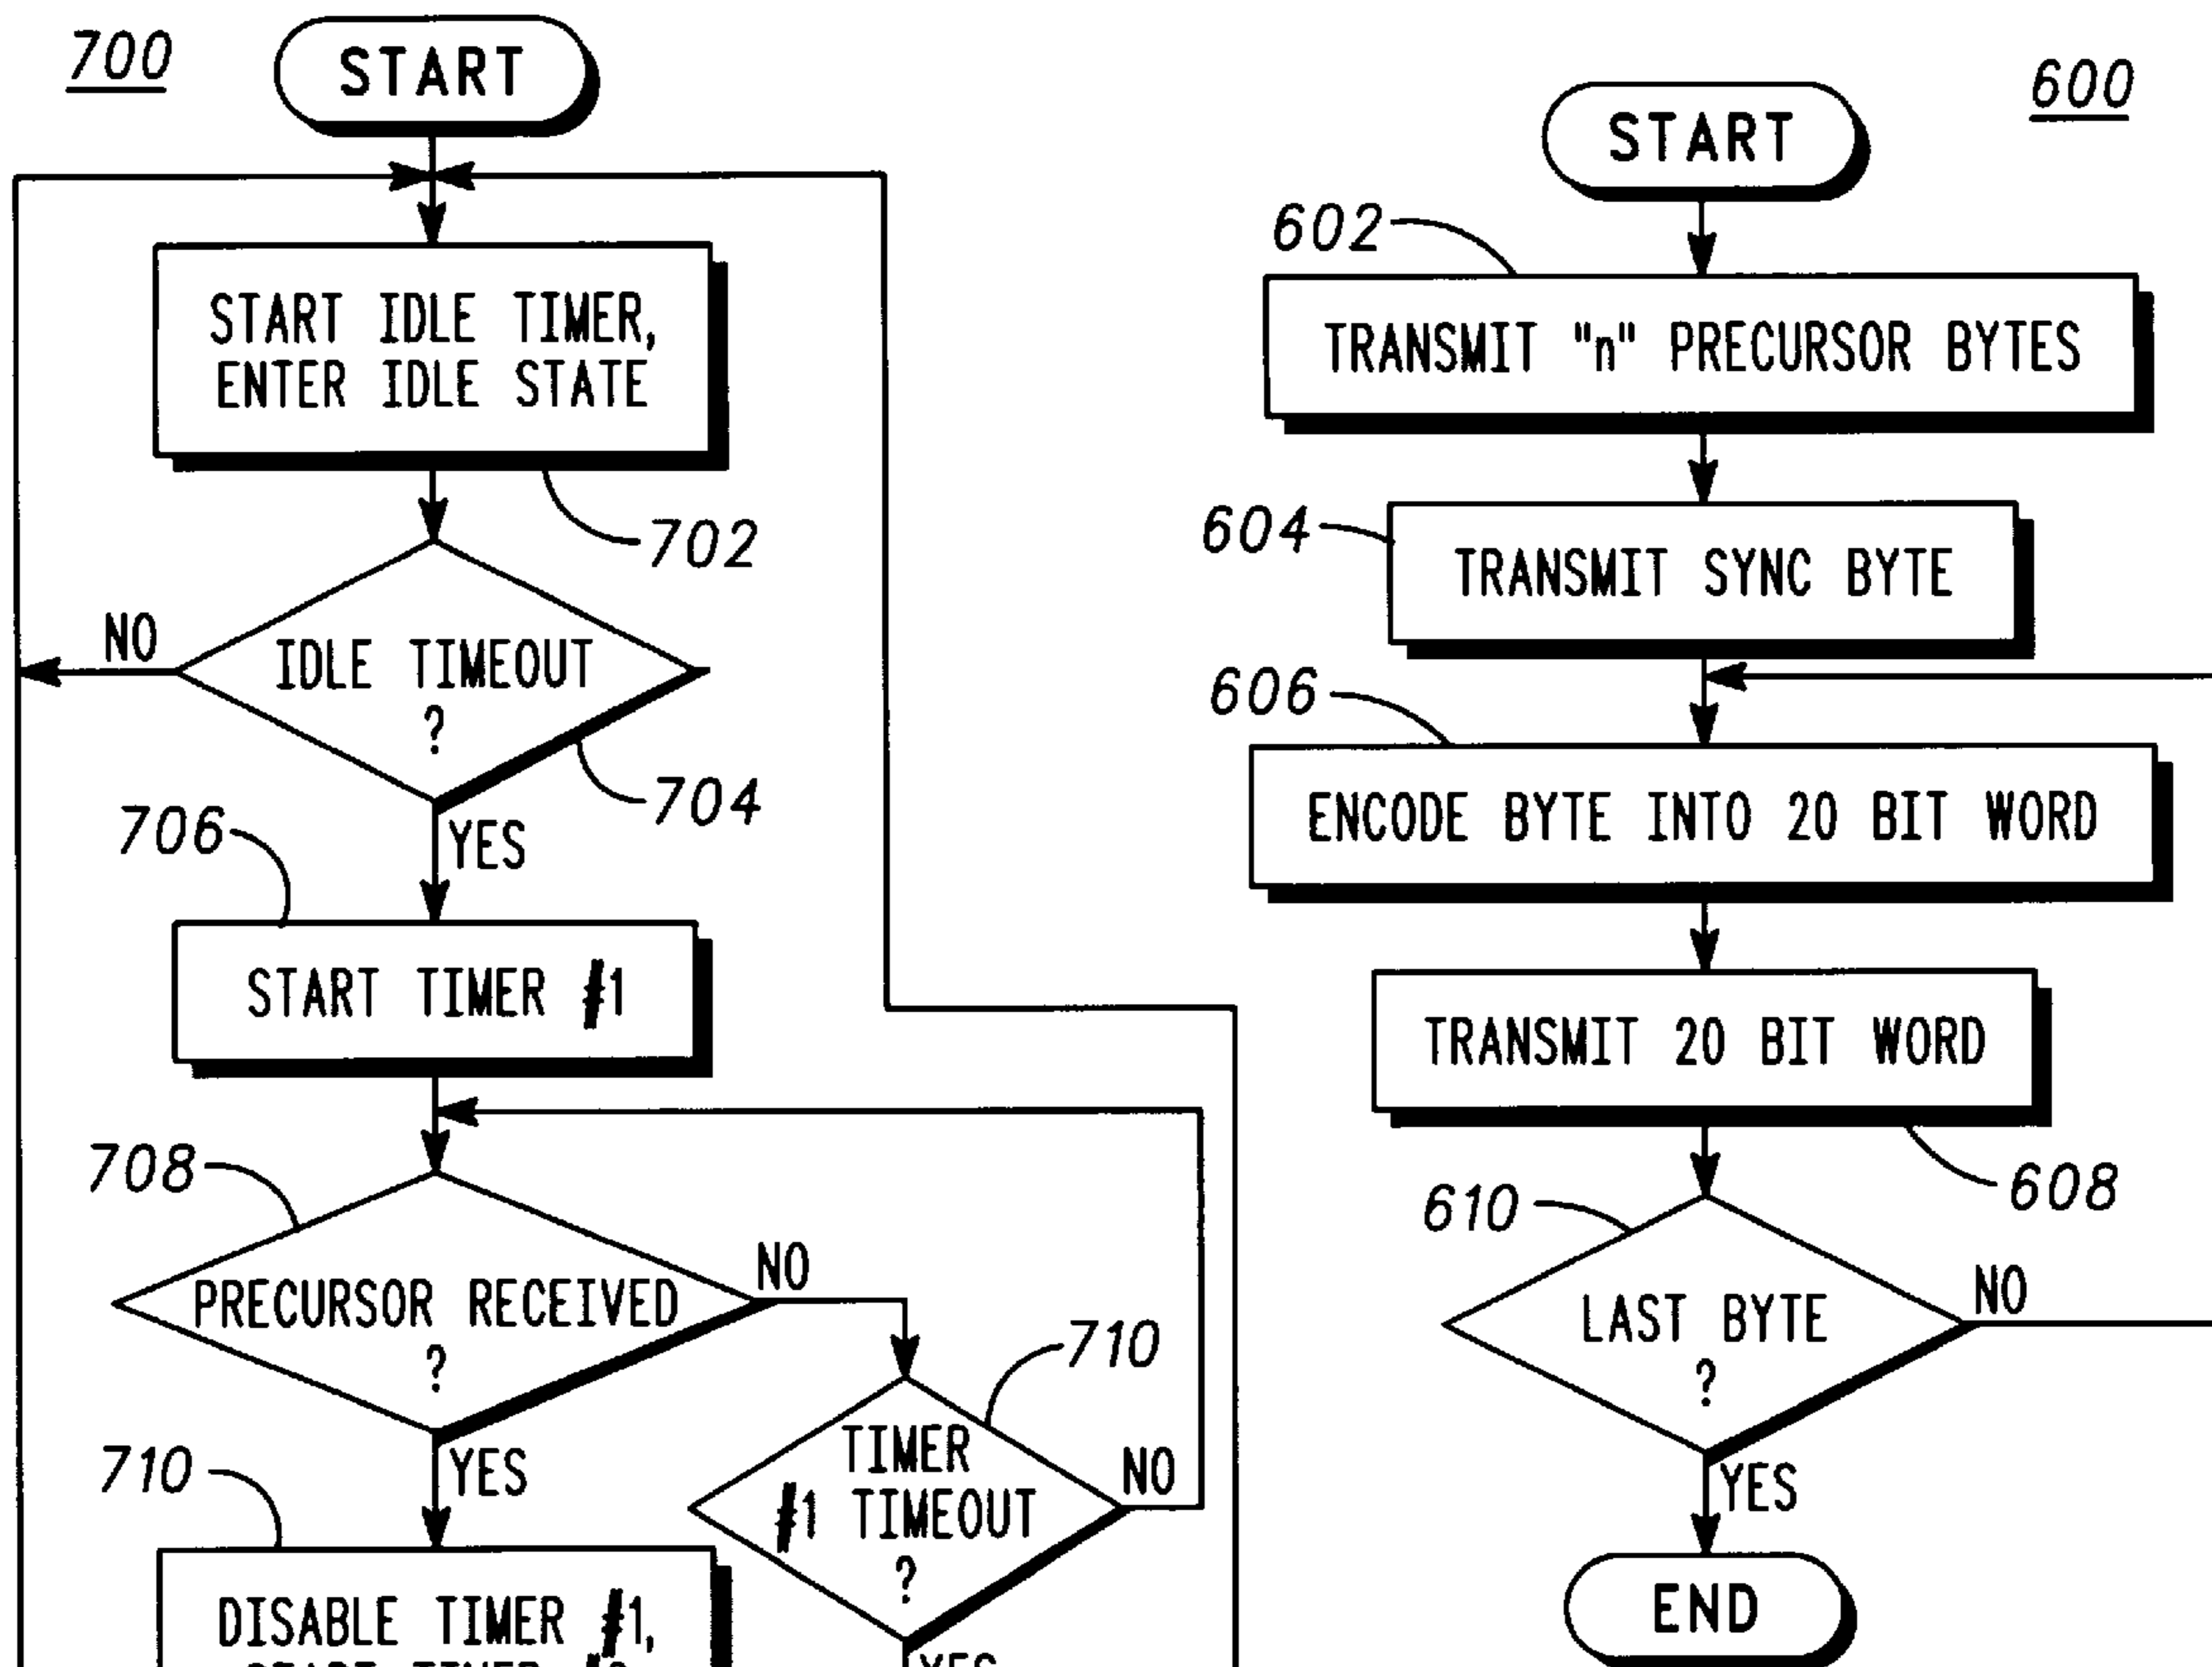 700
START
START IDLE TIMER,
ENTER IDLE STATE
702
NO
IDLE TIMEOUT
?
704
YES
706
START TIMER #1
708
PRECURSOR RECEIVED
?
NO
710
TIMER
#1 TIMEOUT
?
NO
YES
YES
710
DISABLE TIMER #1,
START TIMER
600
START
602
TRANSMIT "n" PRECURSOR BYTES
604
TRANSMIT SYNC BYTE
606
ENCODE BYTE INTO 20 BIT WORD
TRANSMIT 20 BIT WORD
608
610
LAST BYTE
?
NO
YES
END